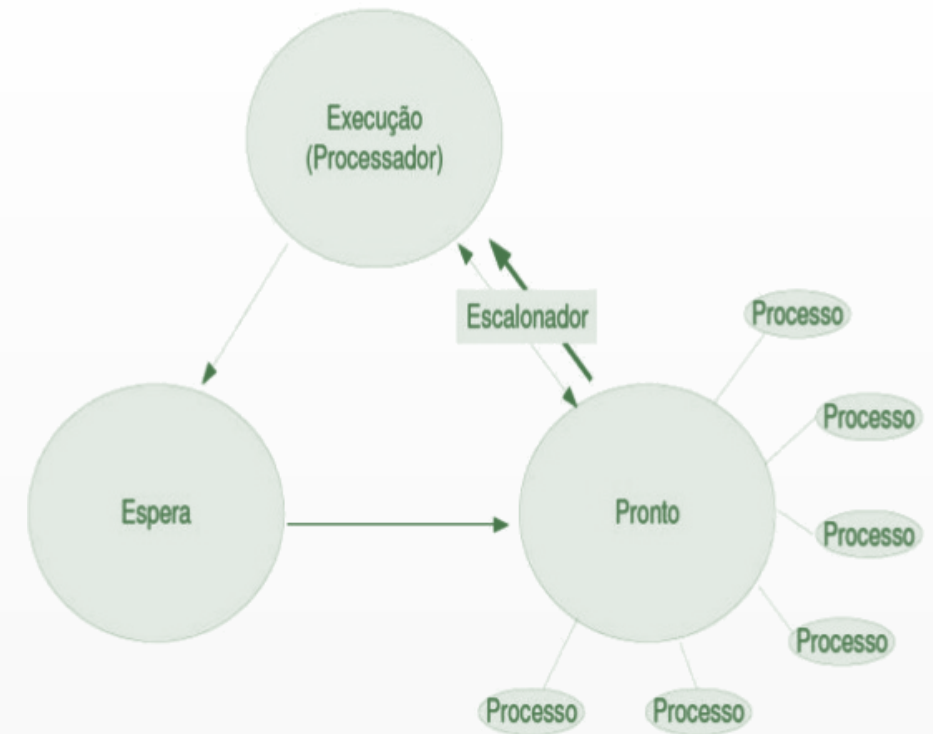 Execução
(Processador)
Escalonador
Processo
Processo
Espera
Pronto
Processo
Processo
Processo
Processo